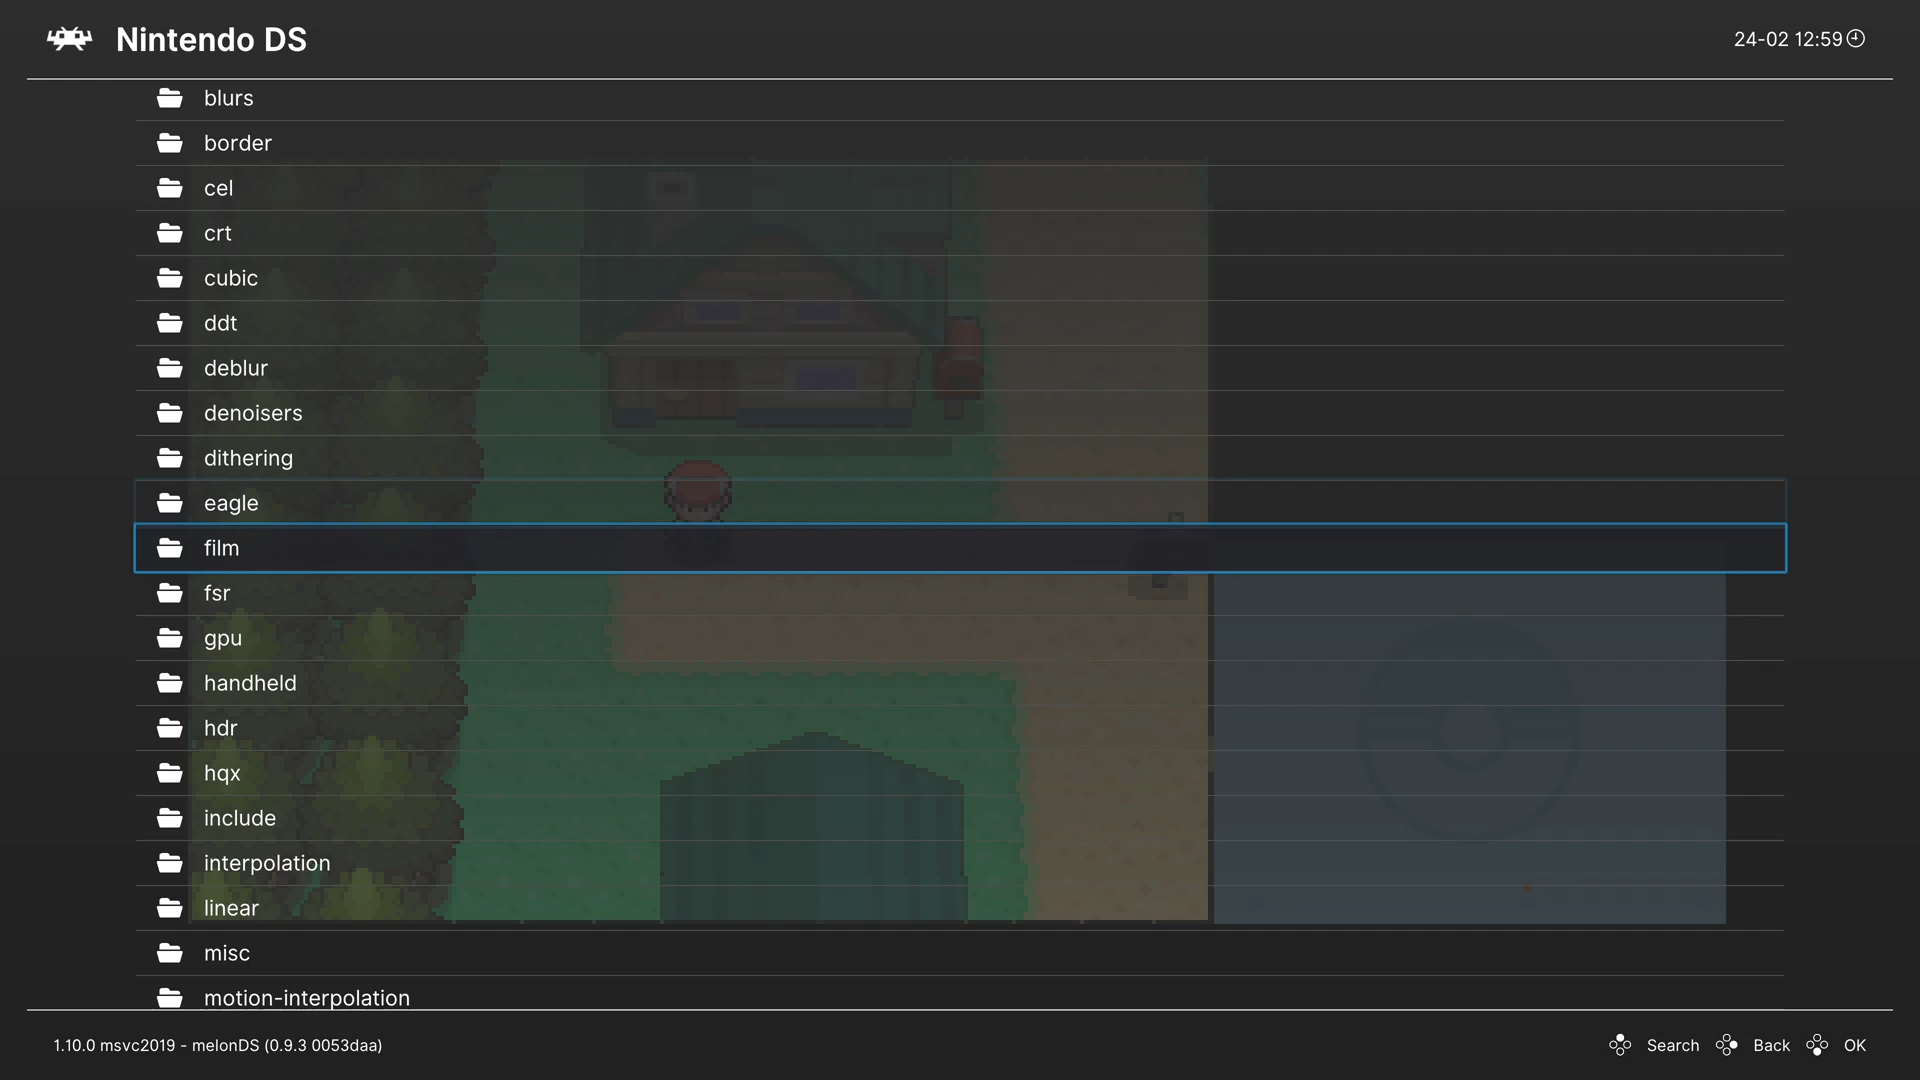 Nintendo DS
24-02 12:59
blurs
border
cel
crt
cubic
ddt
deblur
denoisers
dithering
eagle
film
fsr
gpu
handheld
hdr
hqx
include
interpolation
linear
misc
motion-interpolation
1.10.0 msvc2019 - melonDS (0.9.3 0053daa)
Search Back OK